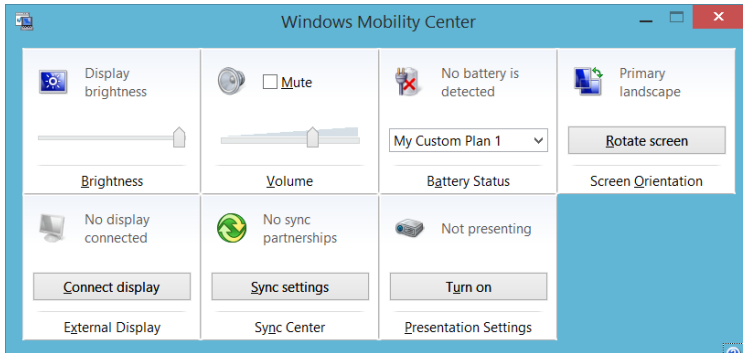 Windows Mobility Center
Display
brightness
Brightness
Mute
Volume
No battery is
detected
My Custom Plan 1
Battery Status
Primary
landscape
Rotate screen
Screen Orientation
No display
connected
Connect display
External Display
No sync
partnerships
Sync settings
Sync Center
Not presenting
Turn on
Presentation Settings